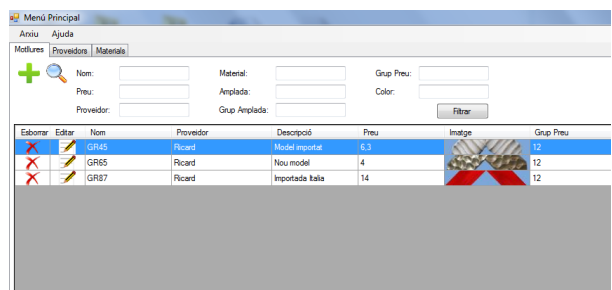 Menú Principal
Arxiu Ajuda
Motllures Proveidors Materials
Nom: Material: Grup Preu:
Preu: Amplada: Color:
Proveidor: Grup Amplada: Filtrar
Esborrar Editar Nom Proveidor Descripció Preu Imatge Grup Preu
GR45 Ricard Model importat 6,3 12
GR65 Ricard Nou model 4 12
GR87 Ricard Importada Italia 14 12